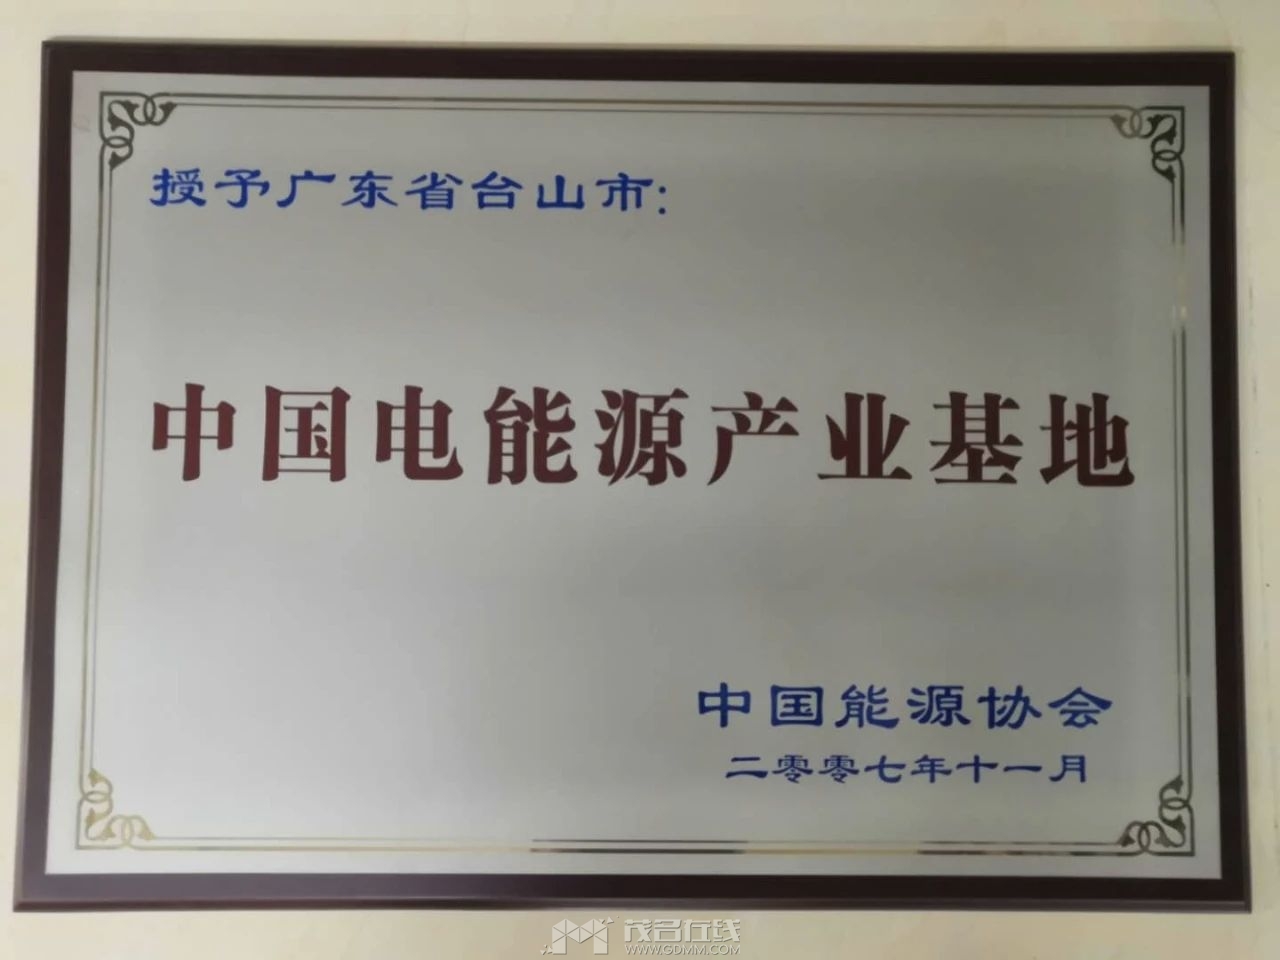 授予广东省台山市:
中国电能源产业基地
中国能源协会
二零零七年十一月
茂名在线
WWW.GDMM.COM